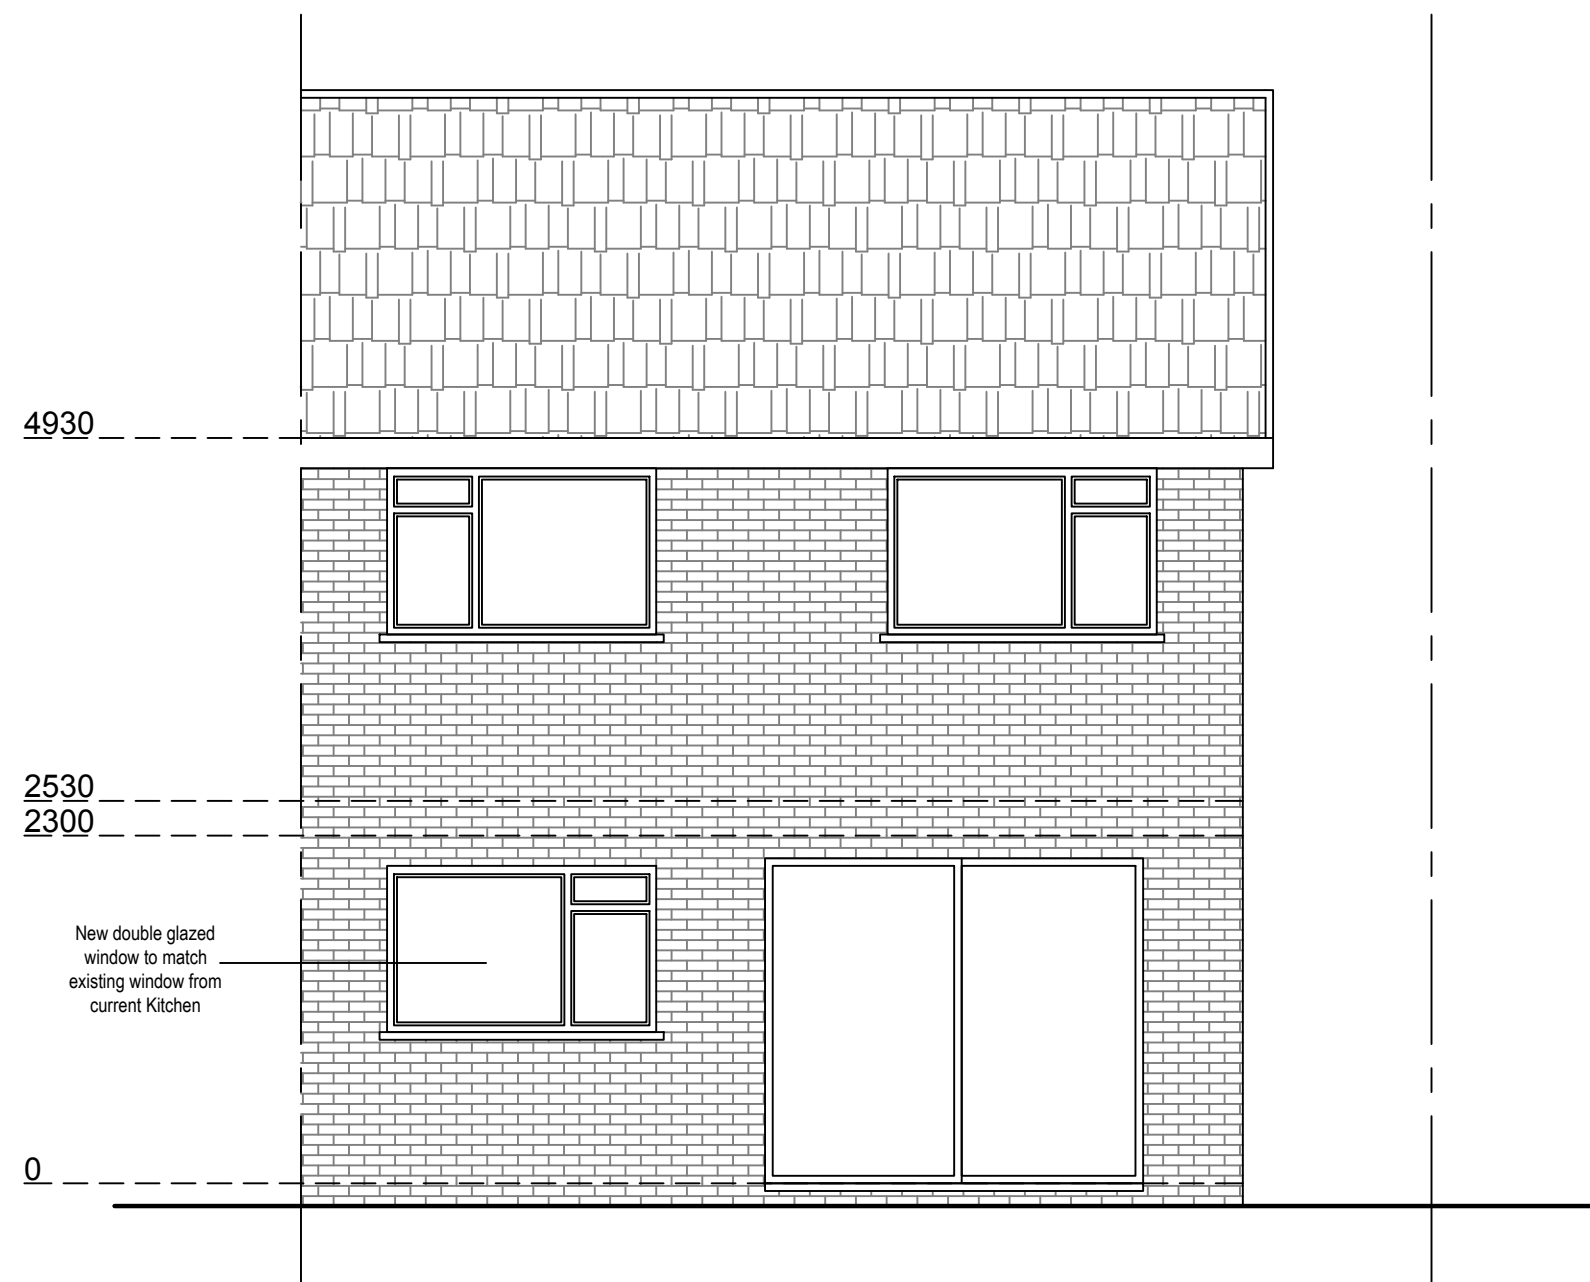 4930
2530
2300
New double glazed
window to match
existing window from
current Kitchen
0